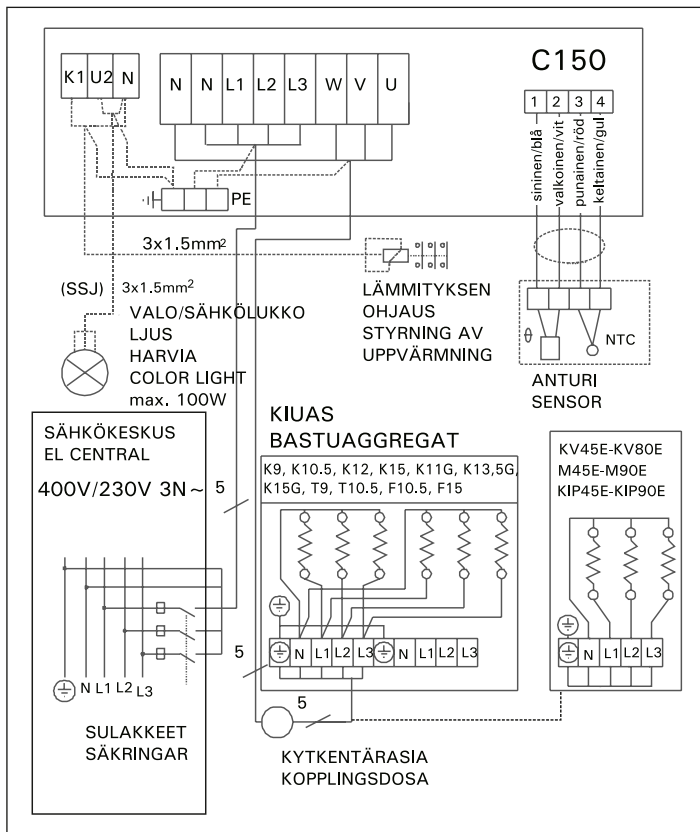 C150
K1 U2 N
N N L1 L2 L3 W V U
1 2 3 4
sininen/blå
valkoinen/vit
punainen/röd
keltainen/gul
PE
3x1.5mm²
(SSJ) 3x1.5mm²
VALO/SÄHKÖLUKKO
LJUS
HARVIA
COLOR LIGHT
max. 100W
LÄMMITYKSEN
OHJAUS
STYRNING AV
UPPVÄRMNING
θ
NTC
ANTURI
SENSOR
SÄHKÖKESKUS
EL CENTRAL
400V/230V 3N~
5
N L1 L2 L3
SULAKKEET
SÄKRINGAR
KIUAS
BASTUAGGREGAT
K9, K10.5, K12, K15, K11G, K13,5G,
K15G, T9, T10.5, F10.5, F15
N L1 L2 L3 N L1 L2 L3
5
5
KYTKENTÄRASIA
KOPPLINGSDOSA
KV45E-KV80E
M45E-M90E
KIP45E-KIP90E
N L1 L2 L3